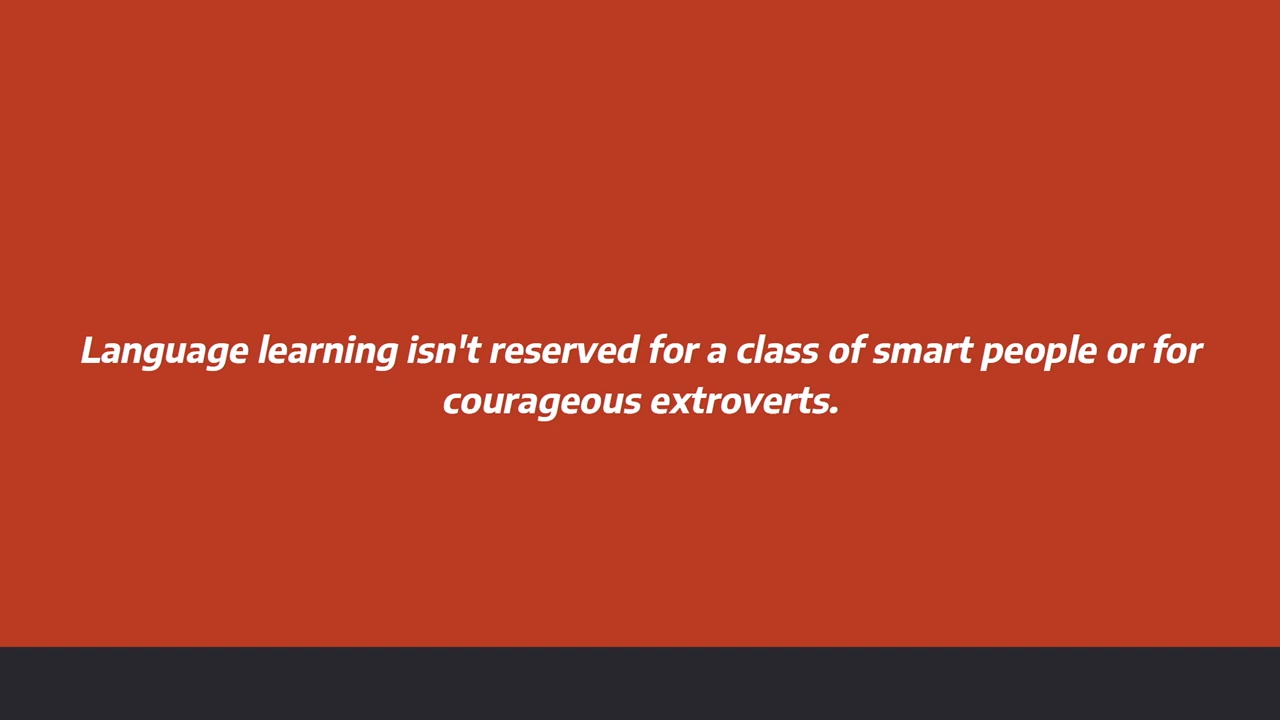 Language learning isn't reserved for a class of smart people or for
courageous extroverts.